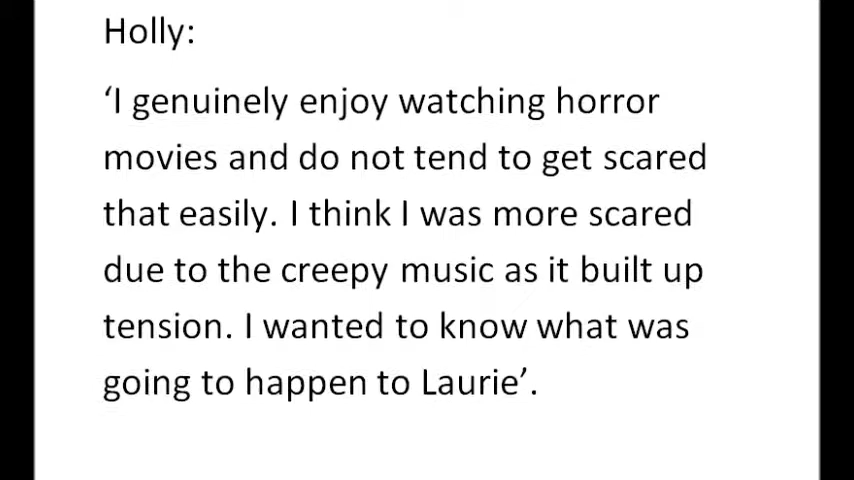 Holly:
‘I genuinely enjoy watching horror
movies and do not tend to get scared
that easily. I think I was more scared
due to the creepy music as it built up
tension. I wanted to know what was
going to happen to Laurie’.